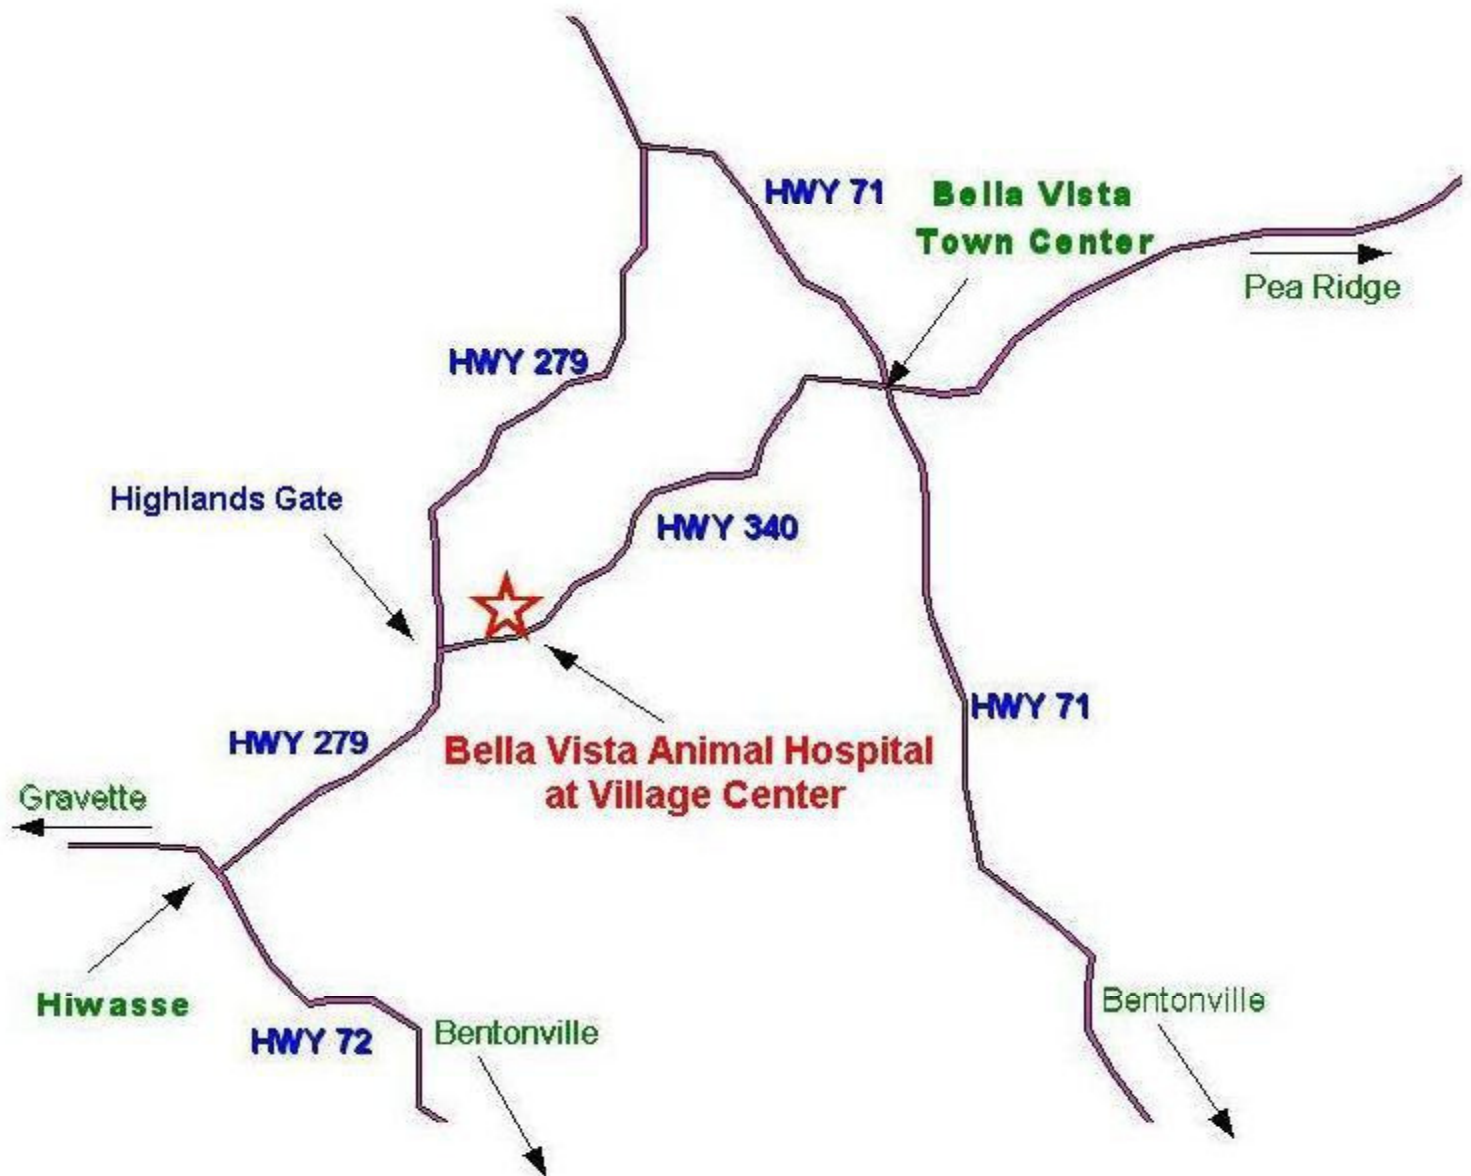 HWY 71
Bella Vista
Town Center
Pea Ridge
HWY 279
Highlands Gate
HWY 340
HWY 71
HWY 279
Bella Vista Animal Hospital
at Village Center
Gravette
Hiwasse
Bentonville
HWY 72
Bentonville